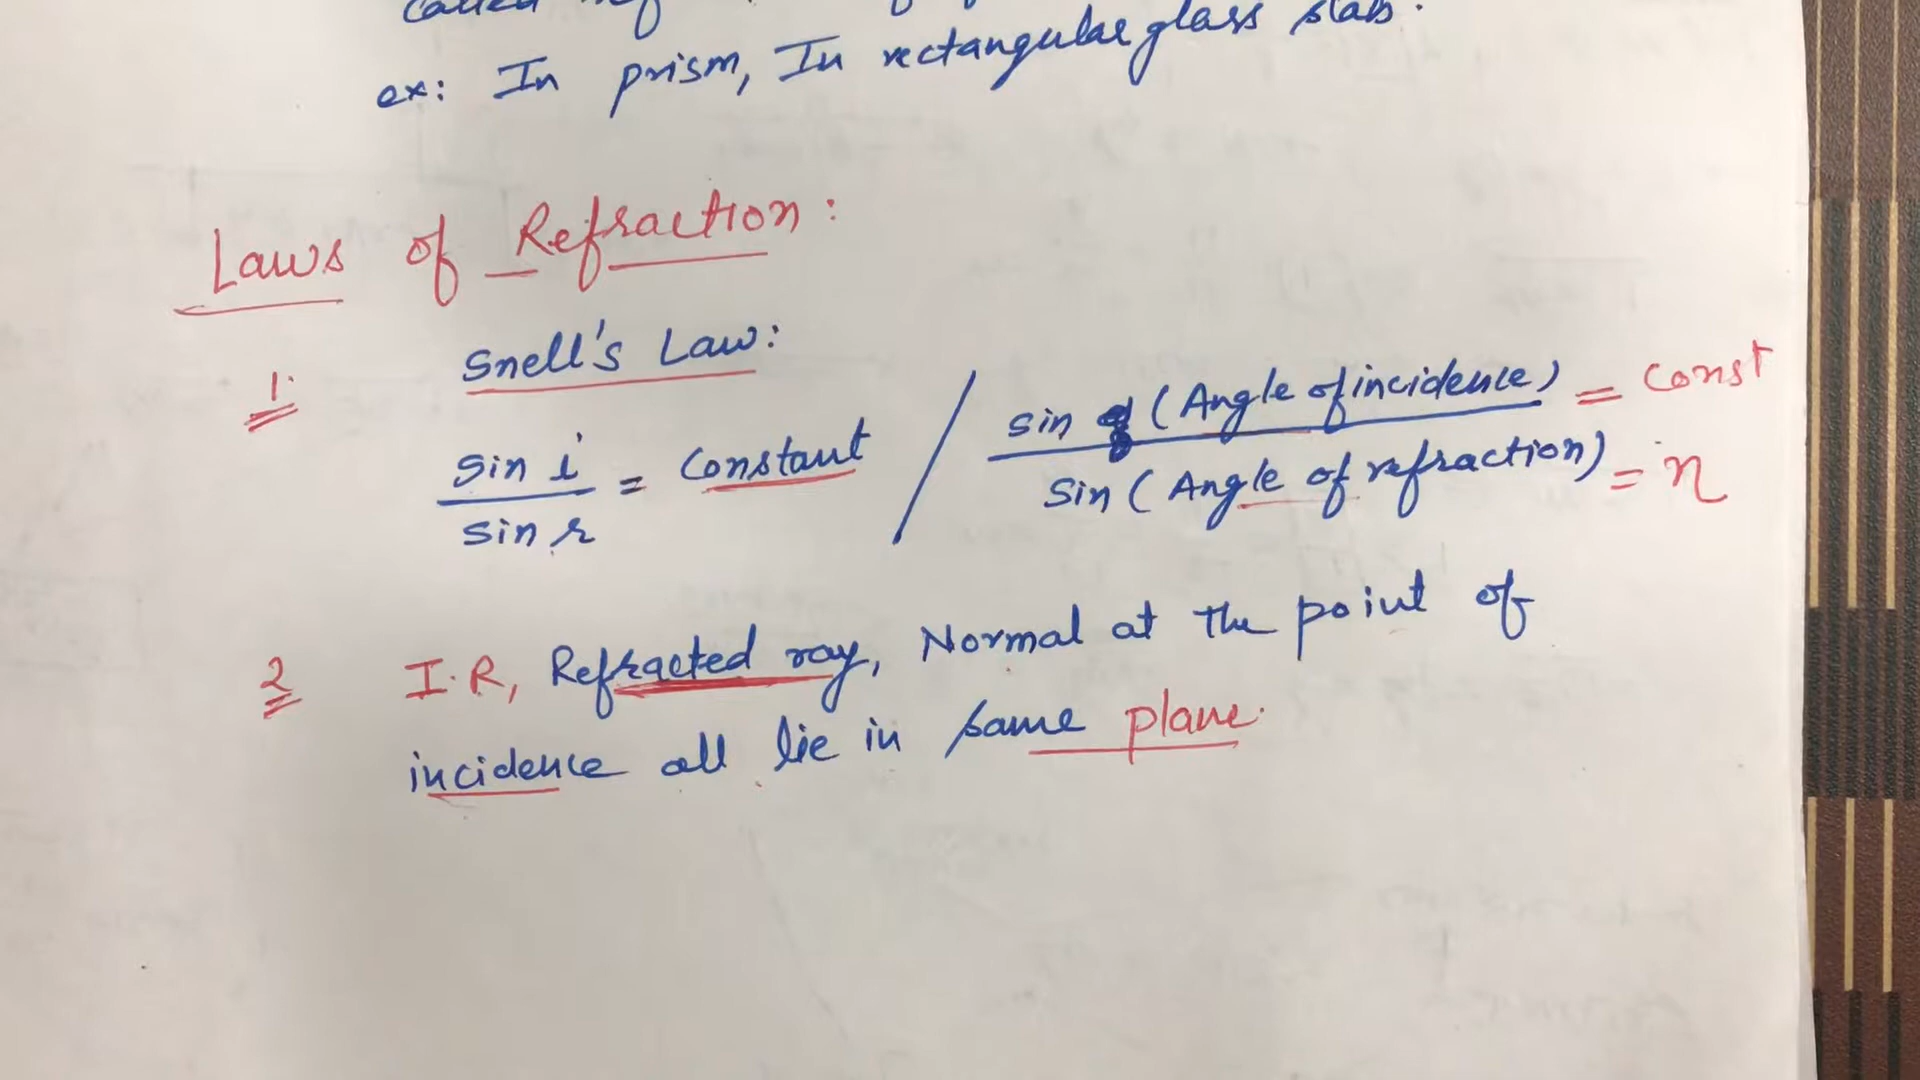 called
ex: In prism, In rectangular glass slab.
Laws of Refraction:
1. Snell's Law:
sin i / sin r = Constant / sin (Angle of incidence) / sin (Angle of refraction) = const = n
2 I.R, Refracted ray, Normal at the point of
incidence all lie in same plane.